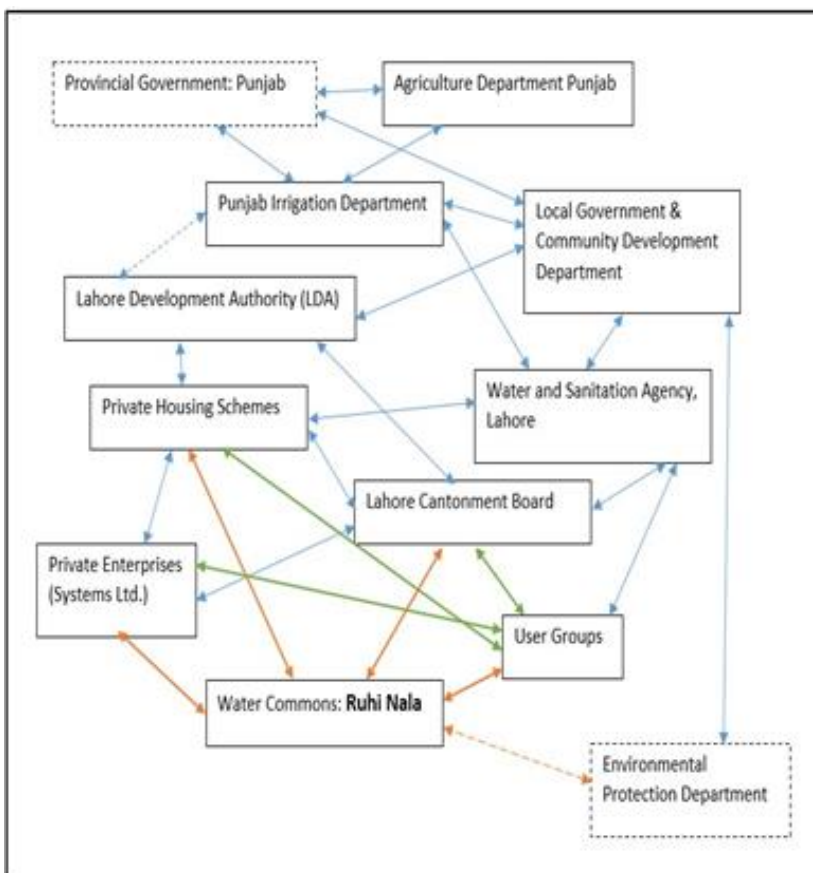 Provincial Government: Punjab
Agriculture Department Punjab
Punjab Irrigation Department
Local Government &
Community Development
Department
Lahore Development Authority (LDA)
Private Housing Schemes
Water and Sanitation Agency,
Lahore
Lahore Cantonment Board
Private Enterprises
(Systems Ltd.)
User Groups
Water Commons: Ruhi Nala
Environmental
Protection Department